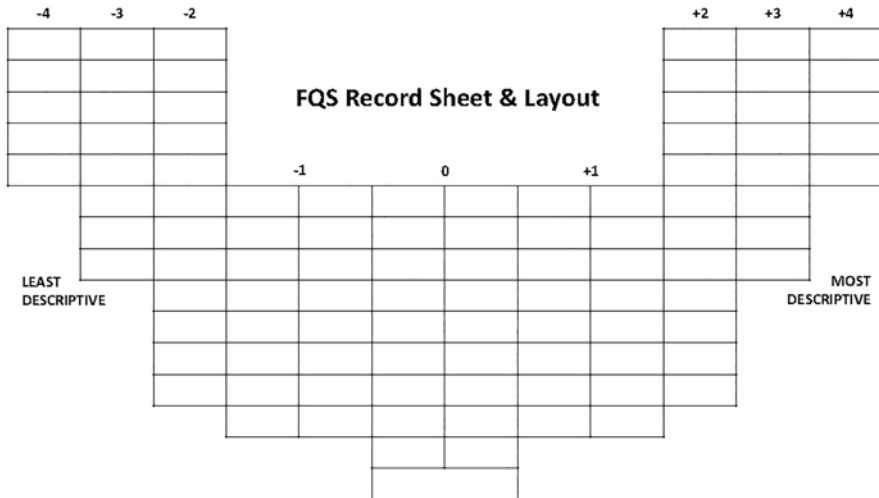 -4 -3 -2 +2 +3 +4
FQS Record Sheet & Layout
-1 0 +1
LEAST
DESCRIPTIVE
MOST
DESCRIPTIVE